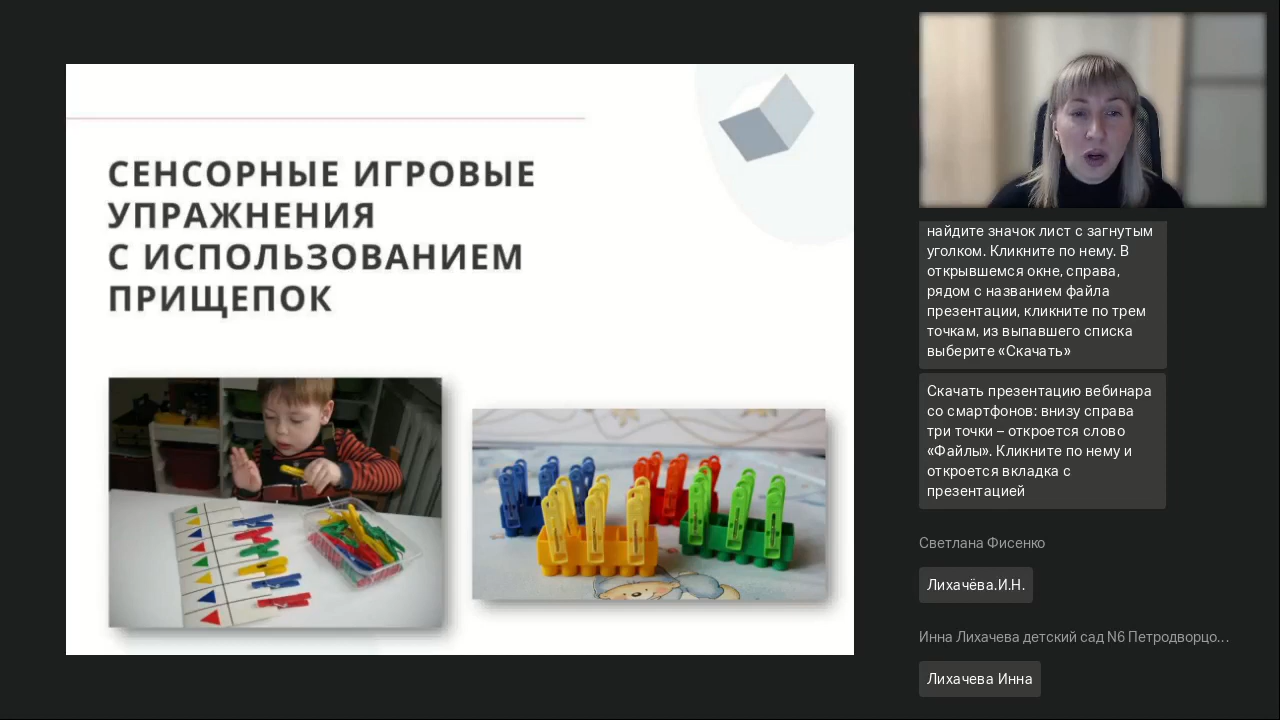 СЕНСОРНЫЕ ИГРОВЫЕ
УПРАЖНЕНИЯ
С ИСПОЛЬЗОВАНИЕМ
ПРИЩЕПОК
найдите значок лист с загнутым
уголком. Кликните по нему. В
открывшемся окне, справа,
рядом с названием файла
презентации, кликните по трем
точкам, из выпавшего списка
выберите «Скачать»
Скачать презентацию вебинара
со смартфонов: внизу справа
три точки – откроется слово
«Файлы». Кликните по нему и
откроется вкладка с
презентацией
Светлана Фисенко
Лихачёва.И.Н.
Инна Лихачева детский сад N6 Петродворцо...
Лихачева Инна